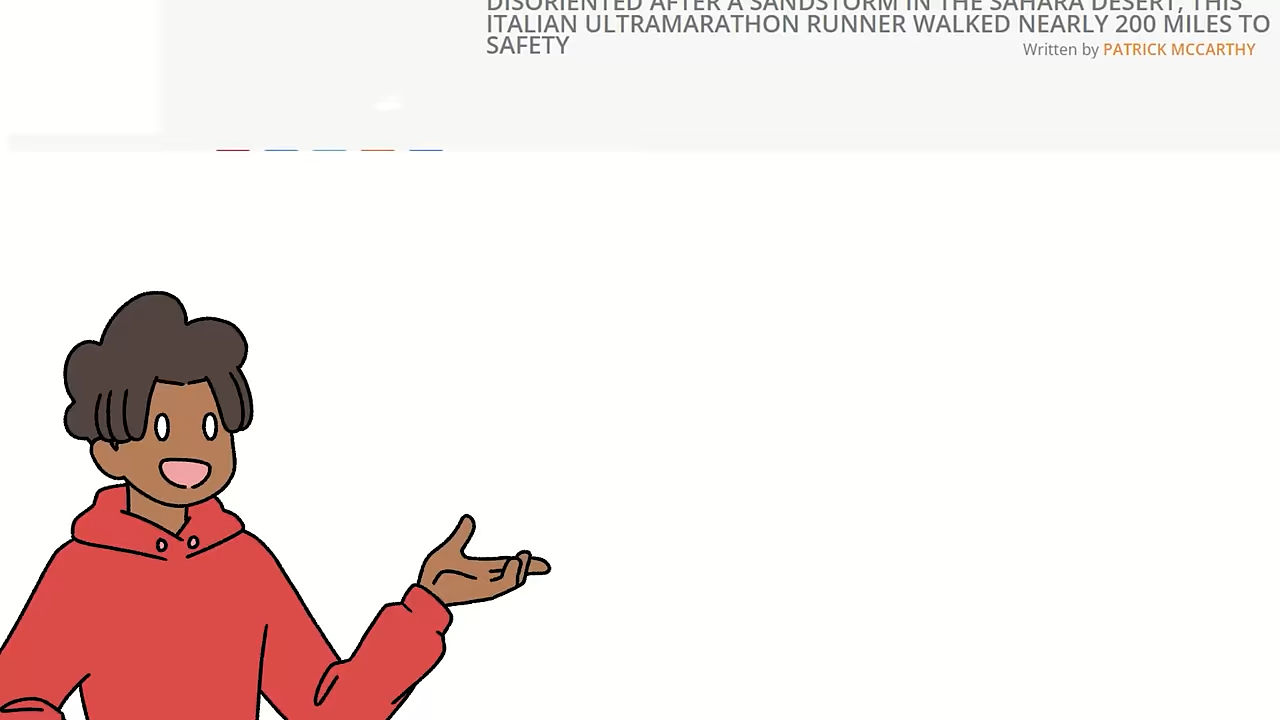 DISORIENTED AFTER A SANDSTORM IN THE SAHARA DESERT, THIS
ITALIAN ULTRAMARATHON RUNNER WALKED NEARLY 200 MILES TO
SAFETY
Written by PATRICK MCCARTHY